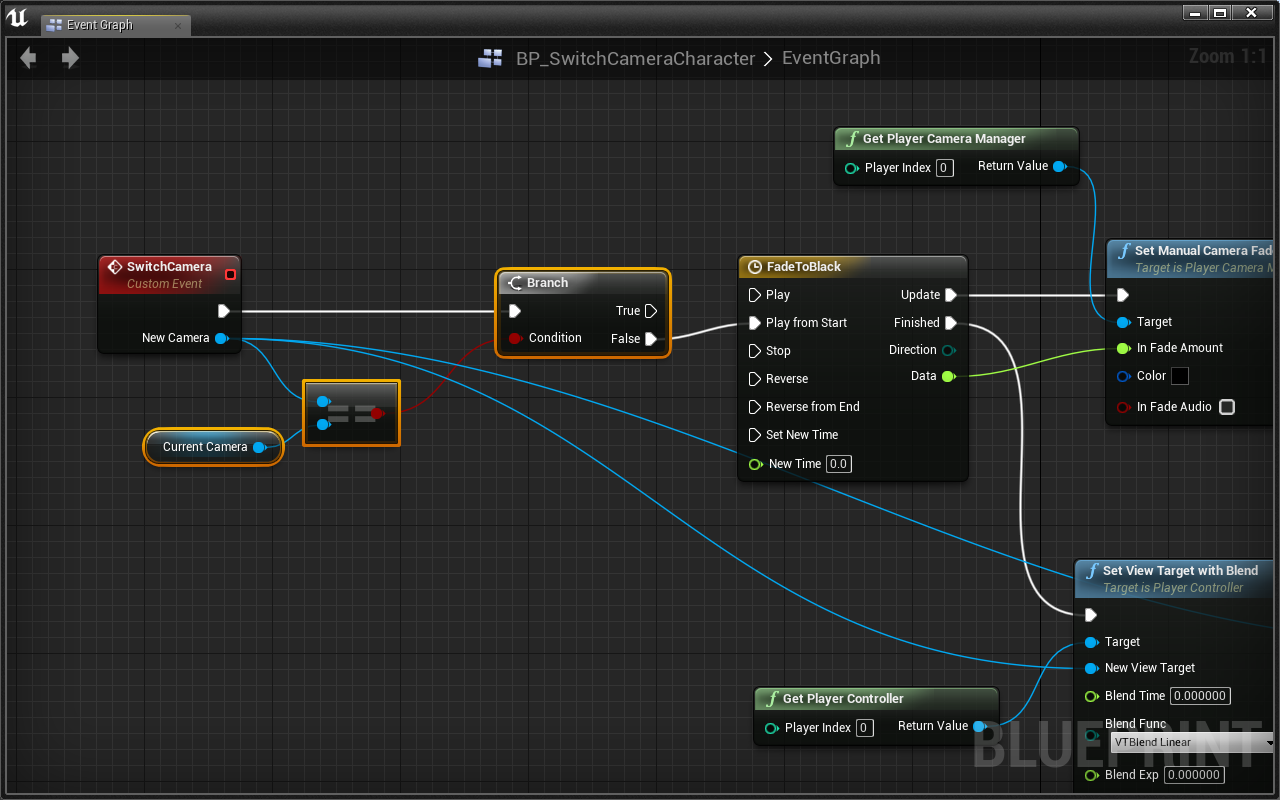 Event Graph
BP_SwitchCameraCharacter > EventGraph
Zoom 1:1
Get Player Camera Manager
Player Index 0
Return Value
SwitchCamera
Custom Event
New Camera
Branch
True
Condition
False
Current Camera
==
FadeToBlack
Play
Update
Play from Start
Finished
Stop
Direction
Reverse
Data
Reverse from End
Set New Time
New Time 0.0
Set Manual Camera Fad
Target is Player Camera M
Target
In Fade Amount
Color
In Fade Audio
Get Player Controller
Player Index 0
Return Value
Set View Target with Blend
Target is Player Controller
Target
New View Target
Blend Time 0.000000
Blend Func
VTBlend Linear
Blend Exp 0.000000
BLUEPRINT